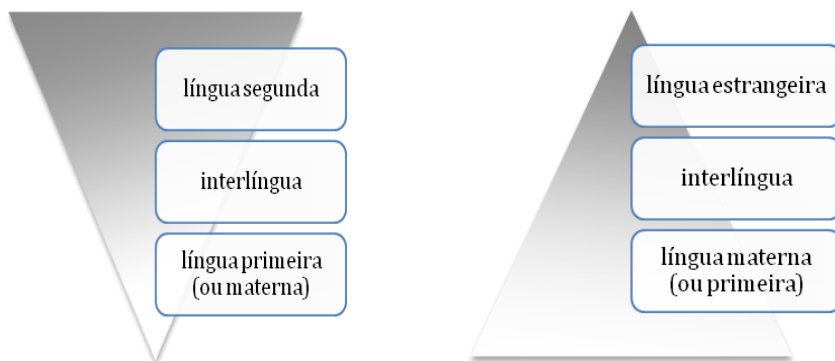 língua segunda
interlíngua
língua primeira
(ou materna)
língua estrangeira
interlíngua
língua materna
(ou primeira)